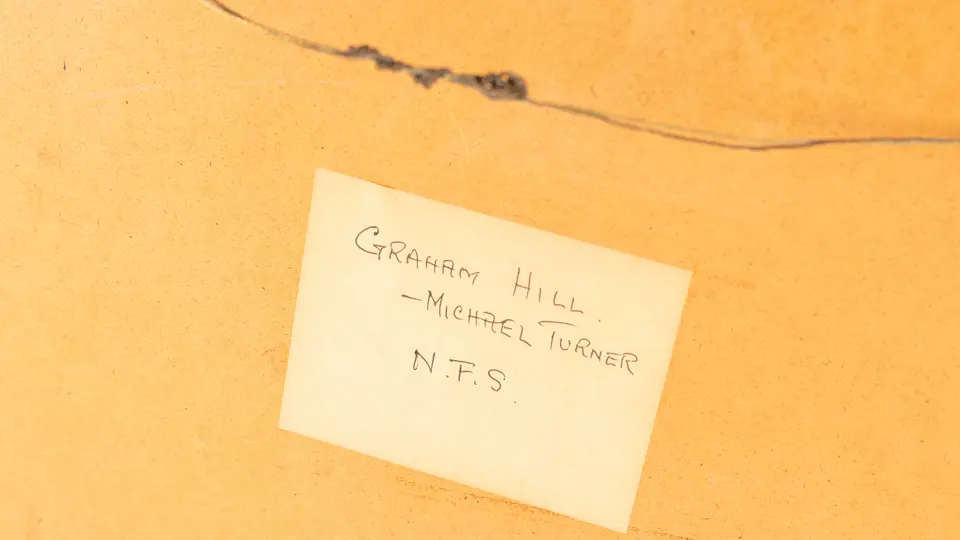 GRAHAM HILL.
-MICHAEL TURNER
N.F.S.